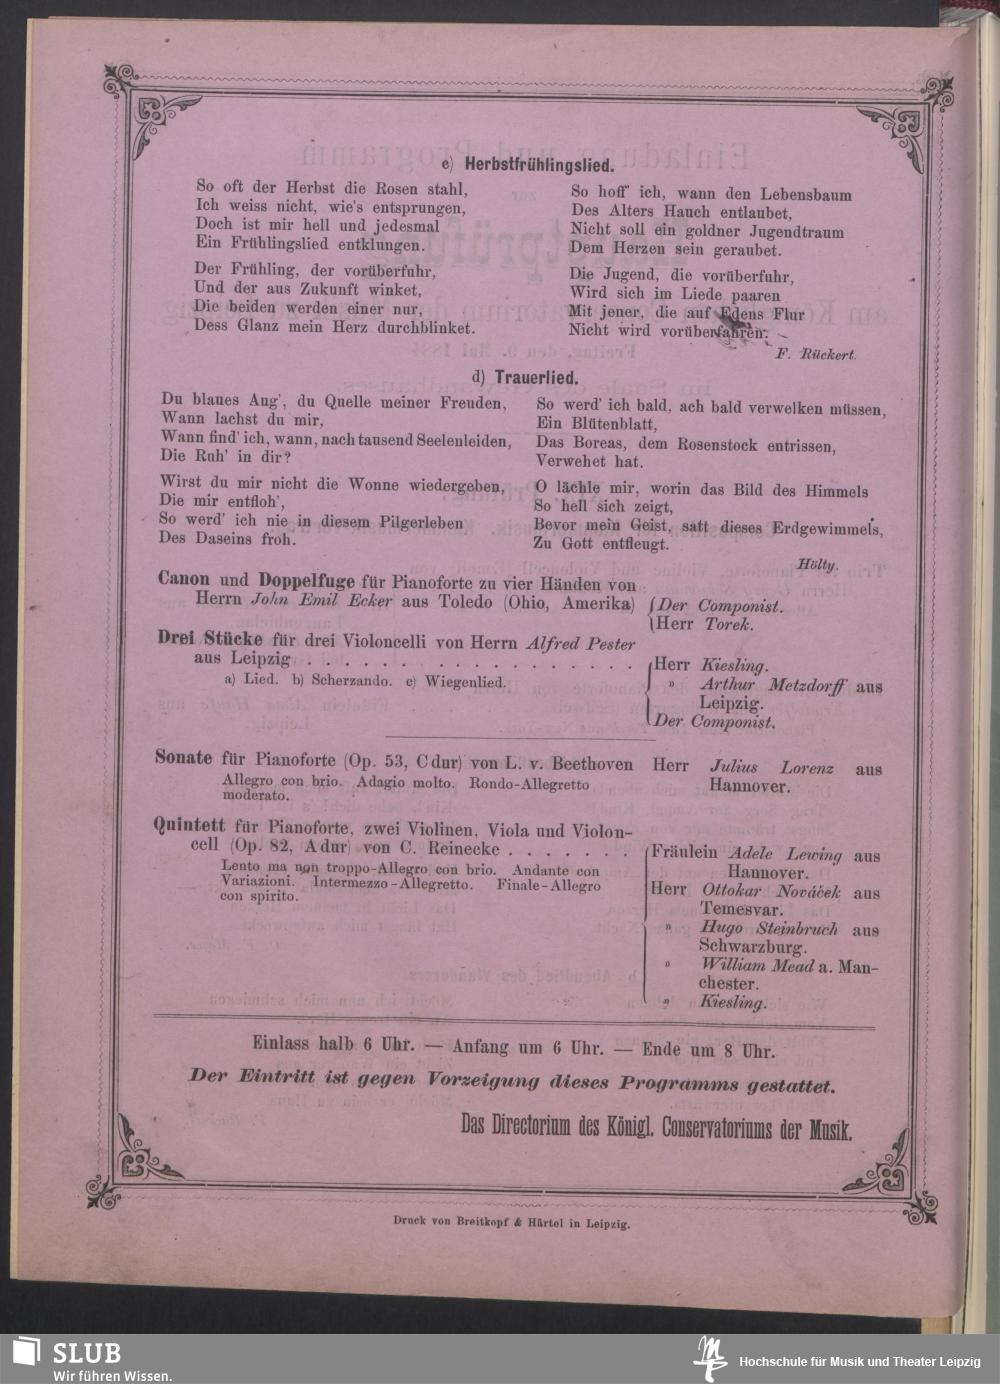 c) Herbstfrühlingslied.
So oft der Herbst die Rosen stahl,
Ich weiss nicht, wie's entsprungen,
Doch ist mir hell und jedesmal
Ein Frühlingslied entklungen.
Der Frühling, der vorüberfuhr,
Und der aus Zukunft winket,
Die beiden werden einer nur,
Dess Glanz mein Herz durchblinket.
So hoff' ich, wann den Lebensbaum
Des Alters Hauch entlaubet,
Nicht soll ein goldner Jugendtraum
Dem Herzen sein geraubet.
Die Jugend, die vorüberfuhr,
Wird sich im Liede paaren
Mit jener, die auf Edens Flur
Nicht wird vorüberfahren.
F. Rückert.
d) Trauerlied.
Du blaues Aug', du Quelle meiner Freuden,
Wann lachst du mir,
Wann find' ich, wann, nach tausend Seelenleiden,
Die Ruh' in dir?
Wirst du mir nicht die Wonne wiedergeben,
Die mir entfloh',
So werd' ich nie in diesem Pilgerleben
Des Daseins froh.
So werd' ich bald, ach bald verwelken müssen,
Ein Blütenblatt,
Das Boreas, dem Rosenstock entrissen,
Verwehet hat.
O lächle mir, worin das Bild des Himmels
So hell sich zeigt,
Bevor mein Geist, satt dieses Erdgewimmels,
Zu Gott entfleugt.
Hölty.
Canon und Doppelfuge für Pianoforte zu vier Händen von
Herrn John Emil Ecker aus Toledo (Ohio, Amerika)
Der Componist.
Herr Torek.
Drei Stücke für drei Violoncelli von Herrn Alfred Pester
aus Leipzig . . . . . . . . . . . . . . . . . .
a) Lied. b) Scherzando. c) Wiegenlied.
Herr Kiesling.
" Arthur Metzdorff aus
Leipzig.
Der Componist.
Sonate für Pianoforte (Op. 53, C dur) von L. v. Beethoven
Allegro con brio. Adagio molto. Rondo-Allegretto
moderato.
Herr Julius Lorenz aus
Hannover.
Quintett für Pianoforte, zwei Violinen, Viola und Violon-
cell (Op. 82, A dur) von C. Reinecke . . . . . . .
Lento ma non troppo-Allegro con brio. Andante con
Variazioni. Intermezzo-Allegretto. Finale-Allegro
con spirito.
Fräulein Adele Lewing aus
Hannover.
Herr Ottokar Nováček aus
Temesvar.
" Hugo Steinbruch aus
Schwarzburg.
" William Mead a. Man-
chester.
" Kiesling.
Einlass halb 6 Uhr. — Anfang um 6 Uhr. — Ende um 8 Uhr.
Der Eintritt ist gegen Vorzeigung dieses Programms gestattet.
Das Directorium des Königl. Conservatoriums der Musik.
Druck von Breitkopf & Härtel in Leipzig.
SLUB
Wir führen Wissen.
Hochschule für Musik und Theater Leipzig